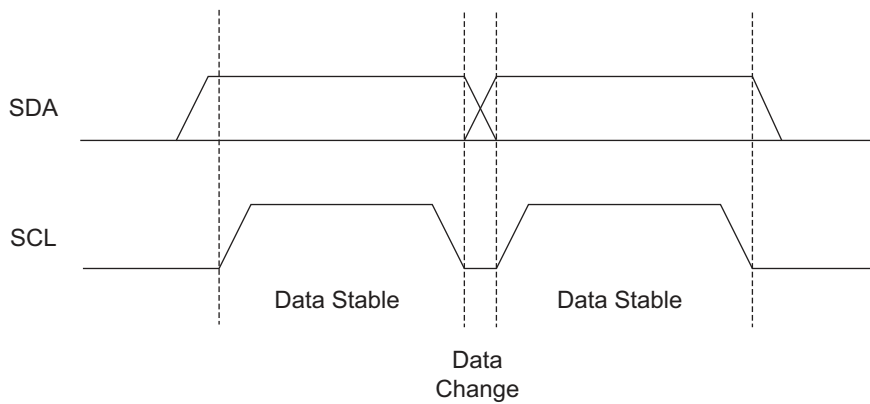 SDA
SCL
Data Stable
Data Stable
Data
Change